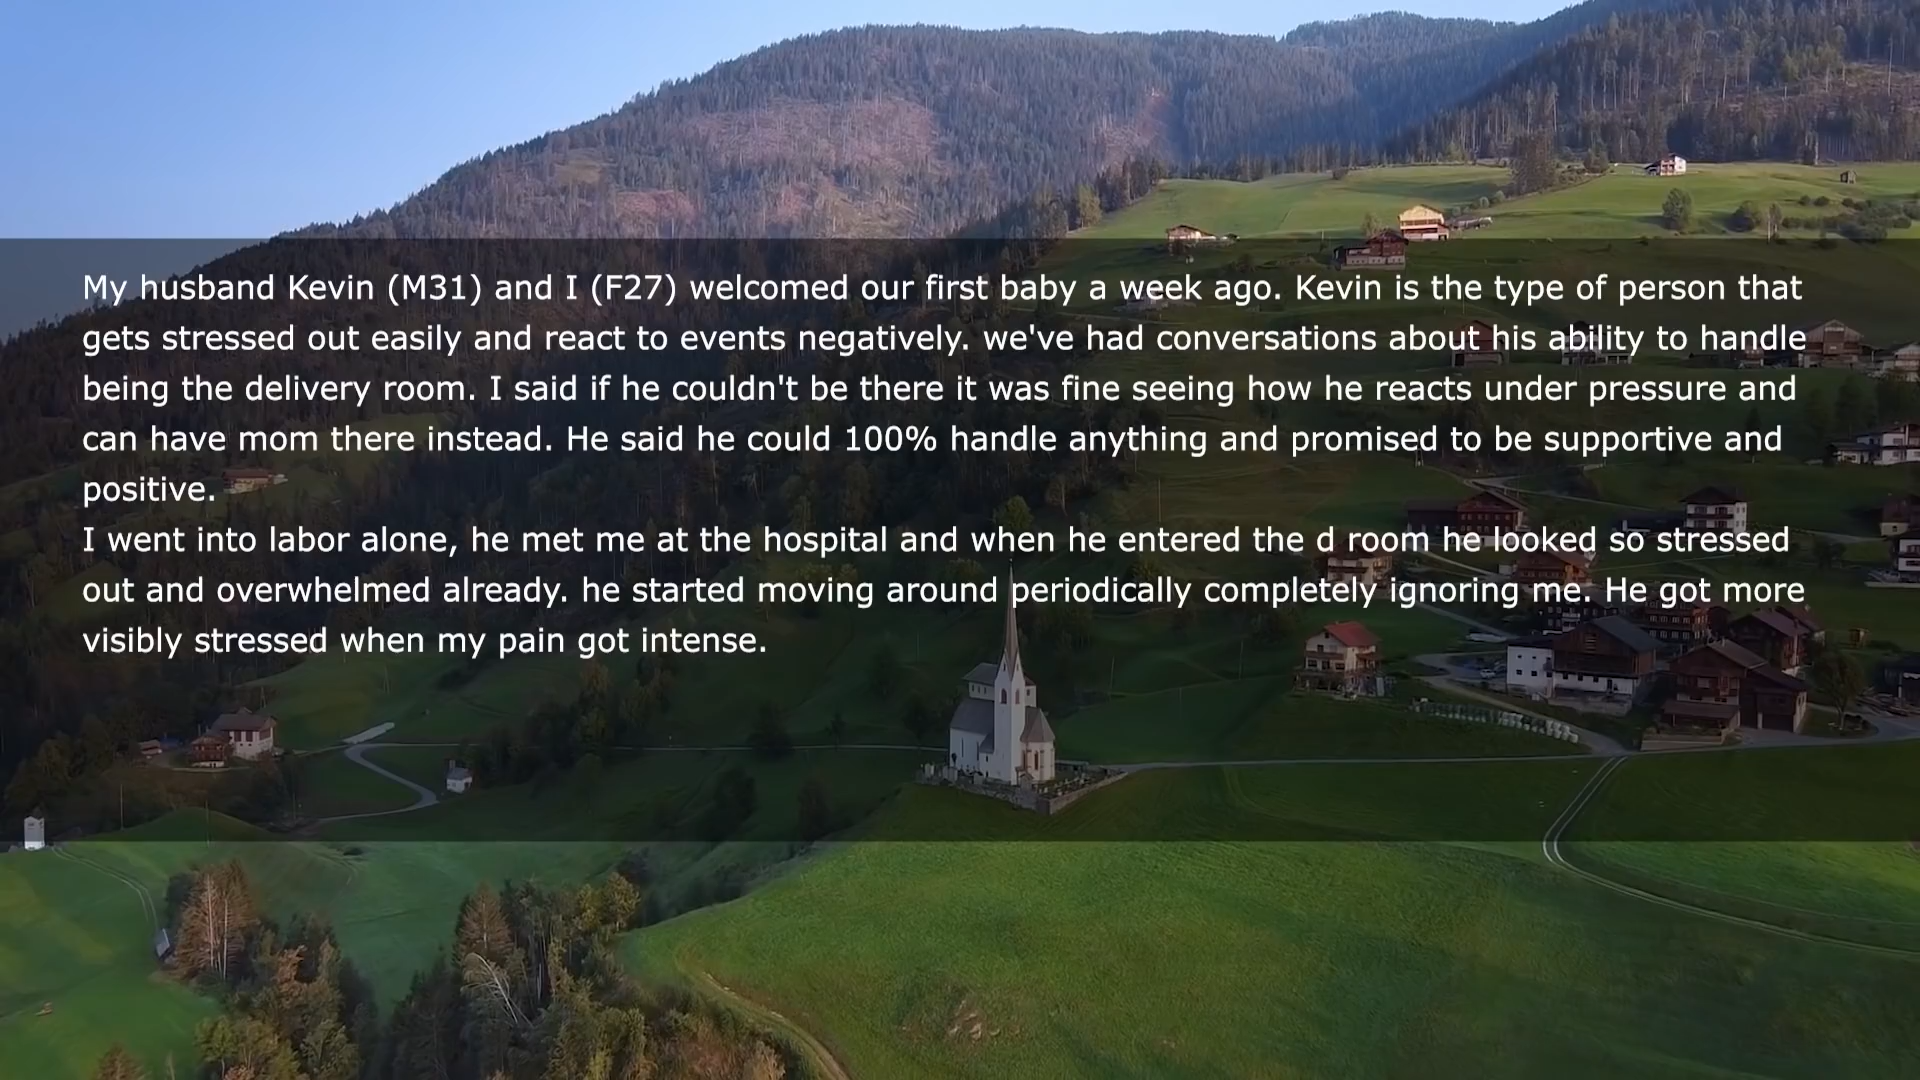 My husband Kevin (M31) and I (F27) welcomed our first baby a week ago. Kevin is the type of person that
gets stressed out easily and react to events negatively. we've had conversations about his ability to handle
being the delivery room. I said if he couldn't be there it was fine seeing how he reacts under pressure and
can have mom there instead. He said he could 100% handle anything and promised to be supportive and
positive.
I went into labor alone, he met me at the hospital and when he entered the d room he looked so stressed
out and overwhelmed already. he started moving around periodically completely ignoring me. He got more
visibly stressed when my pain got intense.